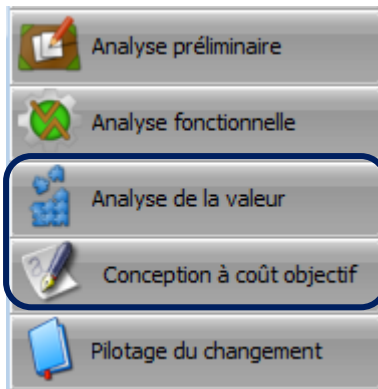 Analyse préliminaire
Analyse fonctionnelle
Analyse de la valeur
Conception à coût objectif
Pilotage du changement